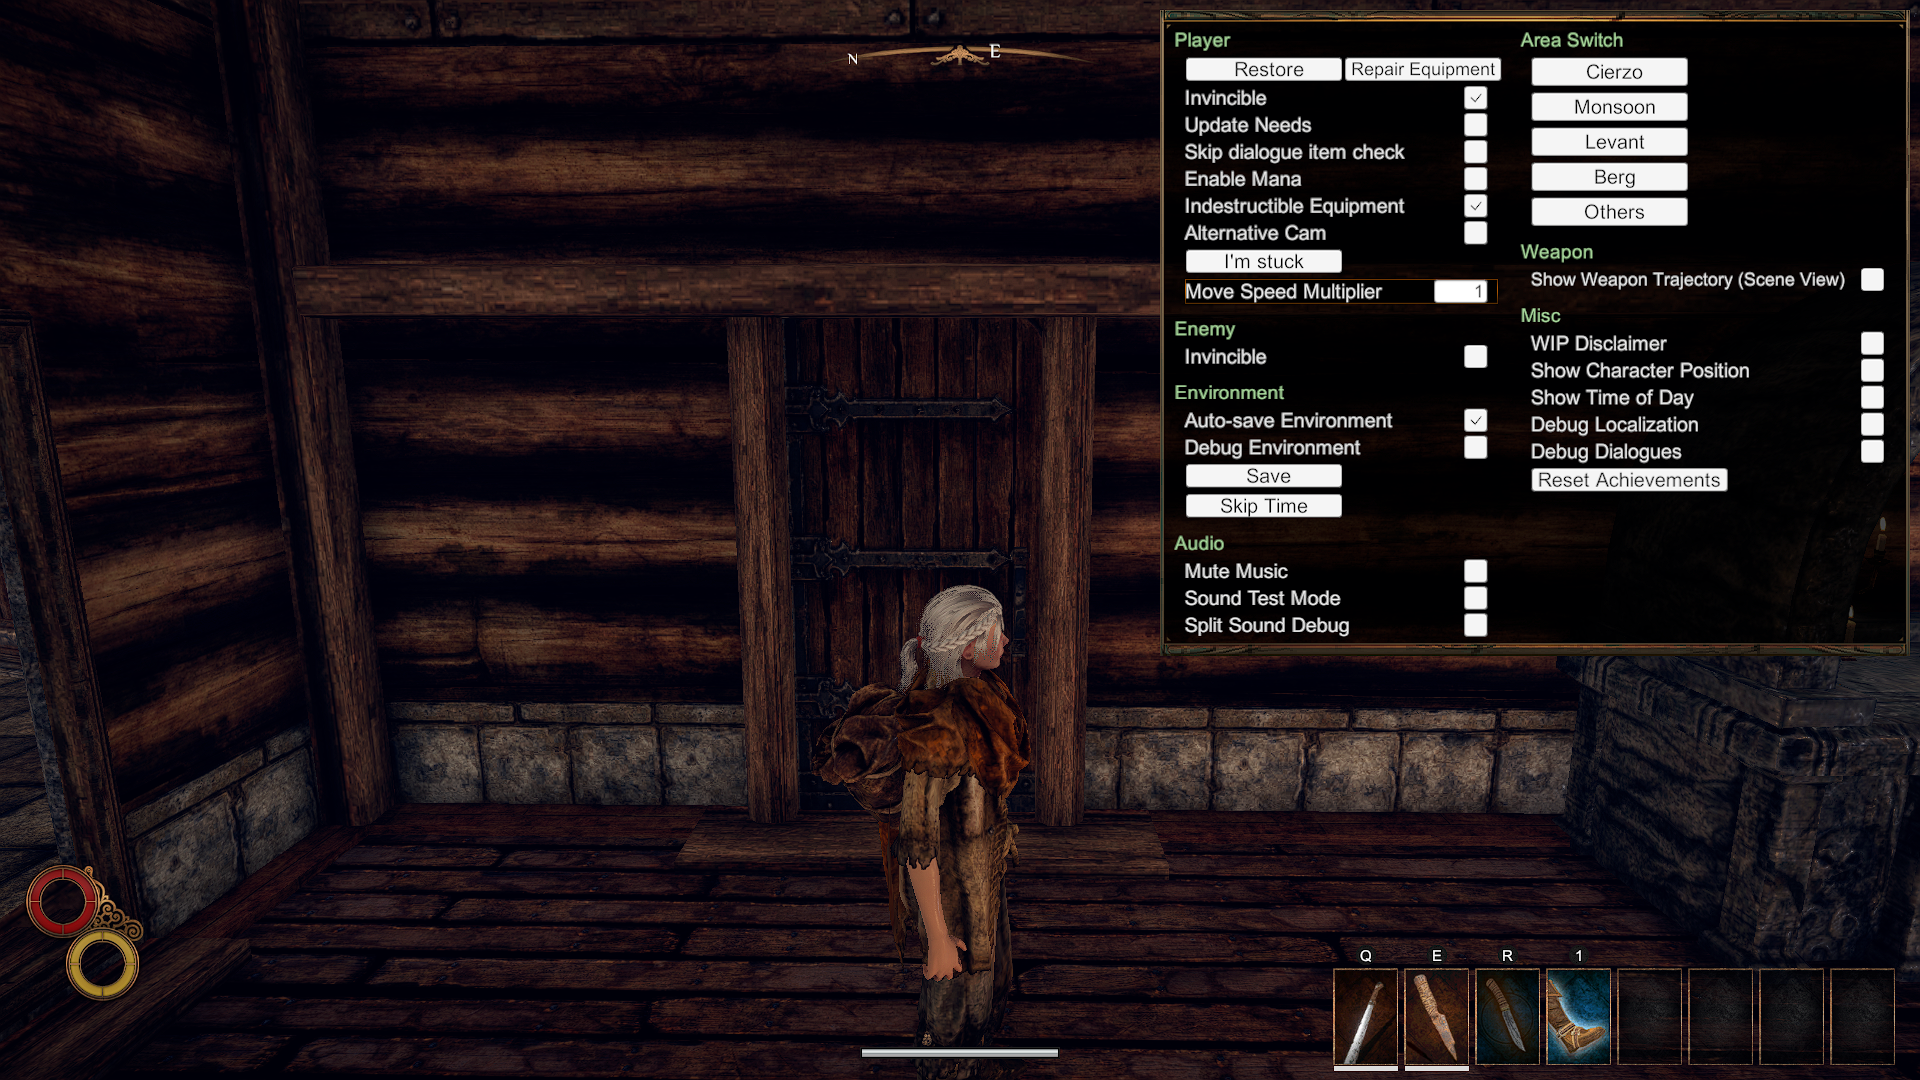 N
E
Player
Restore
Repair Equipment
Invincible
Update Needs
Skip dialogue item check
Enable Mana
Indestructible Equipment
Alternative Cam
I'm stuck
Move Speed Multiplier 1
Enemy
Invincible
Environment
Auto-save Environment
Debug Environment
Save
Skip Time
Audio
Mute Music
Sound Test Mode
Split Sound Debug
Area Switch
Cierzo
Monsoon
Levant
Berg
Others
Weapon
Show Weapon Trajectory (Scene View)
Misc
WIP Disclaimer
Show Character Position
Show Time of Day
Debug Localization
Debug Dialogues
Reset Achievements
Q E R 1